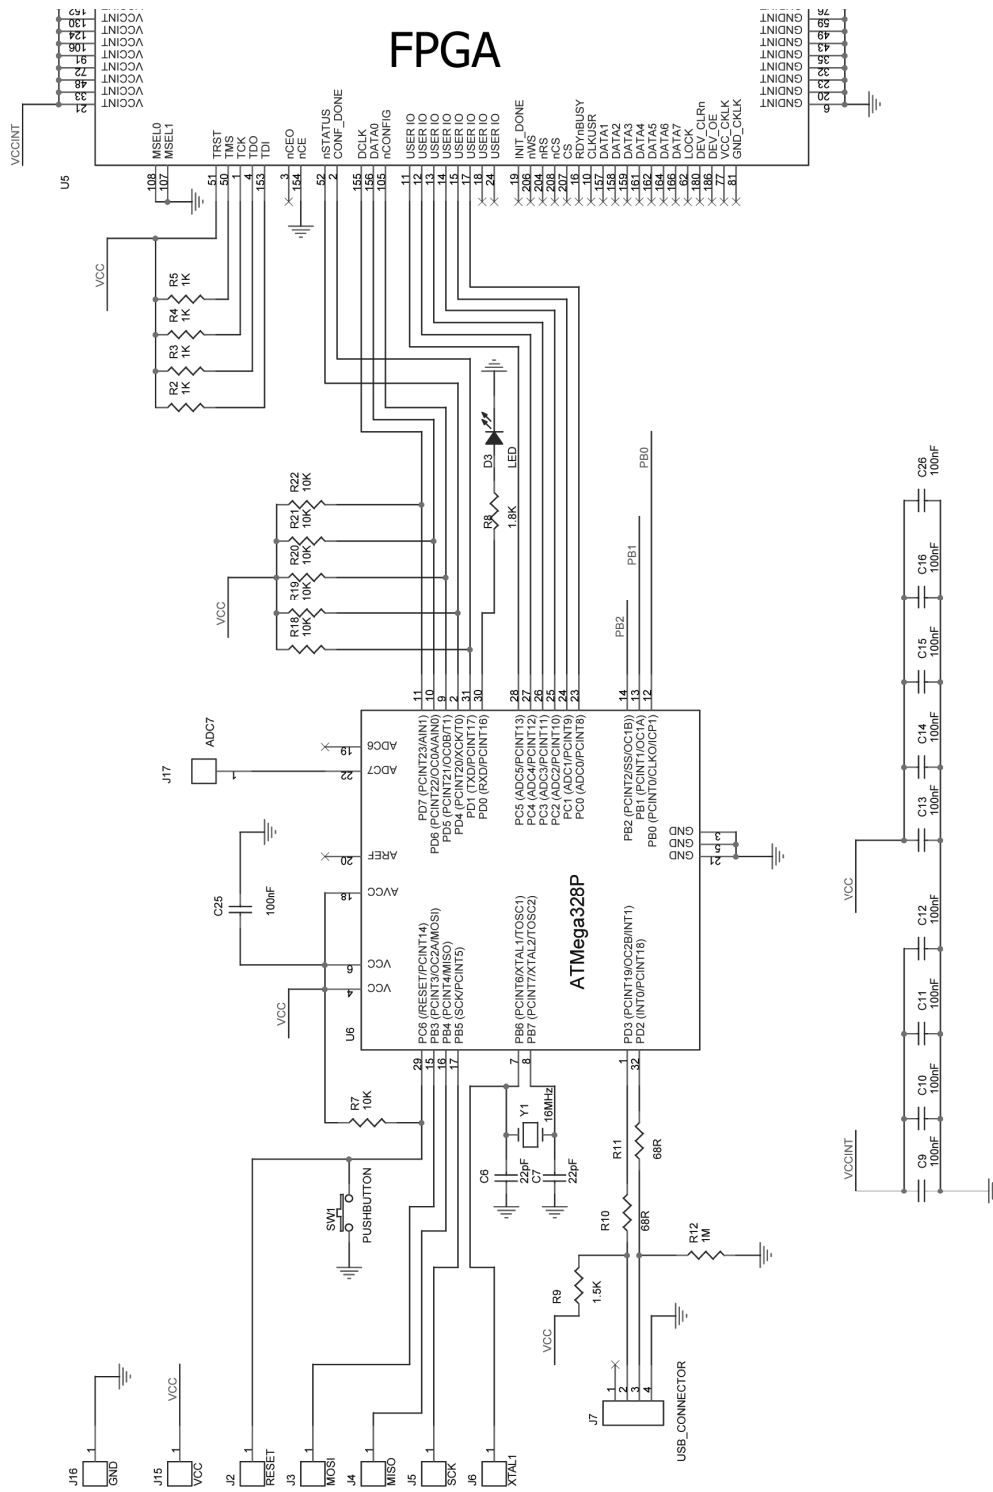 FPGA
152
130
124
106
91
72
48
33
21
VCCINT
VCCINT
VCCINT
VCCINT
VCCINT
VCCINT
VCCINT
VCCINT
VCCINT
76
59
49
43
35
32
23
20
6
GNDINT
GNDINT
GNDINT
GNDINT
GNDINT
GNDINT
GNDINT
GNDINT
VCCINT
U5
MSEL0
MSEL1
TRST
TMS
TCK
TDO
TDI
nCEO
nCE
nSTATUS
CONF_DONE
DCLK
DATA0
nCONFIG
USER IO
USER IO
USER IO
USER IO
USER IO
USER IO
USER IO
USER IO
INIT_DONE
nWS
nRS
nCS
CS
RDYnBUSY
CLKUSR
DATA1
DATA2
DATA3
DATA4
DATA5
DATA6
DATA7
LOCK
DEV_CLRn
DEV_OE
VCC_CKLK
GND_CKLK
108
107
51
50
1
4
153
3
154
52
2
155
156
105
11
12
13
14
15
17
18
24
19
206
204
208
207
16
10
157
158
159
161
162
164
166
62
180
186
77
81
VCC
R5
1K
R4
1K
R3
1K
R2
1K
R22
10K
R21
10K
R20
10K
R19
10K
R18
10K
VCC
D3
LED
R8
1.8K
PB0
PB1
PB2
11
10
9
2
31
30
28
27
26
25
24
23
14
13
12
J17
ADC7
1
19
ADC6
22
ADC7
20
AREF
18
AVCC
6
VCC
4
VCC
PD7 (PCINT23/AIN1)
PD6 (PCINT22/OC0A/AIN0)
PD5 (PCINT21/OC0B/T1)
PD4 (PCINT20/XCK/T0)
PD1 (TXD/PCINT17)
PD0 (RXD/PCINT16)
PC5 (ADC5/PCINT13)
PC4 (ADC4/PCINT12)
PC3 (ADC3/PCINT11)
PC2 (ADC2/PCINT10)
PC1 (ADC1/PCINT9)
PC0 (ADC0/PCINT8)
PB2 (PCINT2/SS/OC1B))
PB1 (PCINT1/OC1A)
PB0 (PCINT0/CLKO/ICP1)
GND
GND
GND
3
5
21
C25
100nF
VCC
U6
ATMega328P
PC6 (/RESET/PCINT14)
PB3 (PCINT3/OC2A/MOSI)
PB4 (PCINT4/MISO)
PB5 (SCK/PCINT5)
PB6 (PCINT6/XTAL1/TOSC1)
PB7 (PCINT7/XTAL2/TOSC2)
PD3 (PCINT19/OC2B/INT1)
PD2 (INT0/PCINT18)
29
15
16
17
7
8
1
32
R7
10K
SW1
PUSHBUTTON
Y1
16MHz
C6
22pF
C7
22pF
R11
68R
R10
68R
R12
1M
R9
1.5K
VCC
J7
1
2
3
4
USB_CONNECTOR
J16
1
GND
J15
1
VCC
VCC
J2
1
RESET
J3
1
MOSI
J4
1
MISO
J5
1
SCK
J6
1
XTAL1
C26
100nF
C16
100nF
C15
100nF
C14
100nF
C13
100nF
VCC
C12
100nF
C11
100nF
C10
100nF
C9
100nF
VCCINT